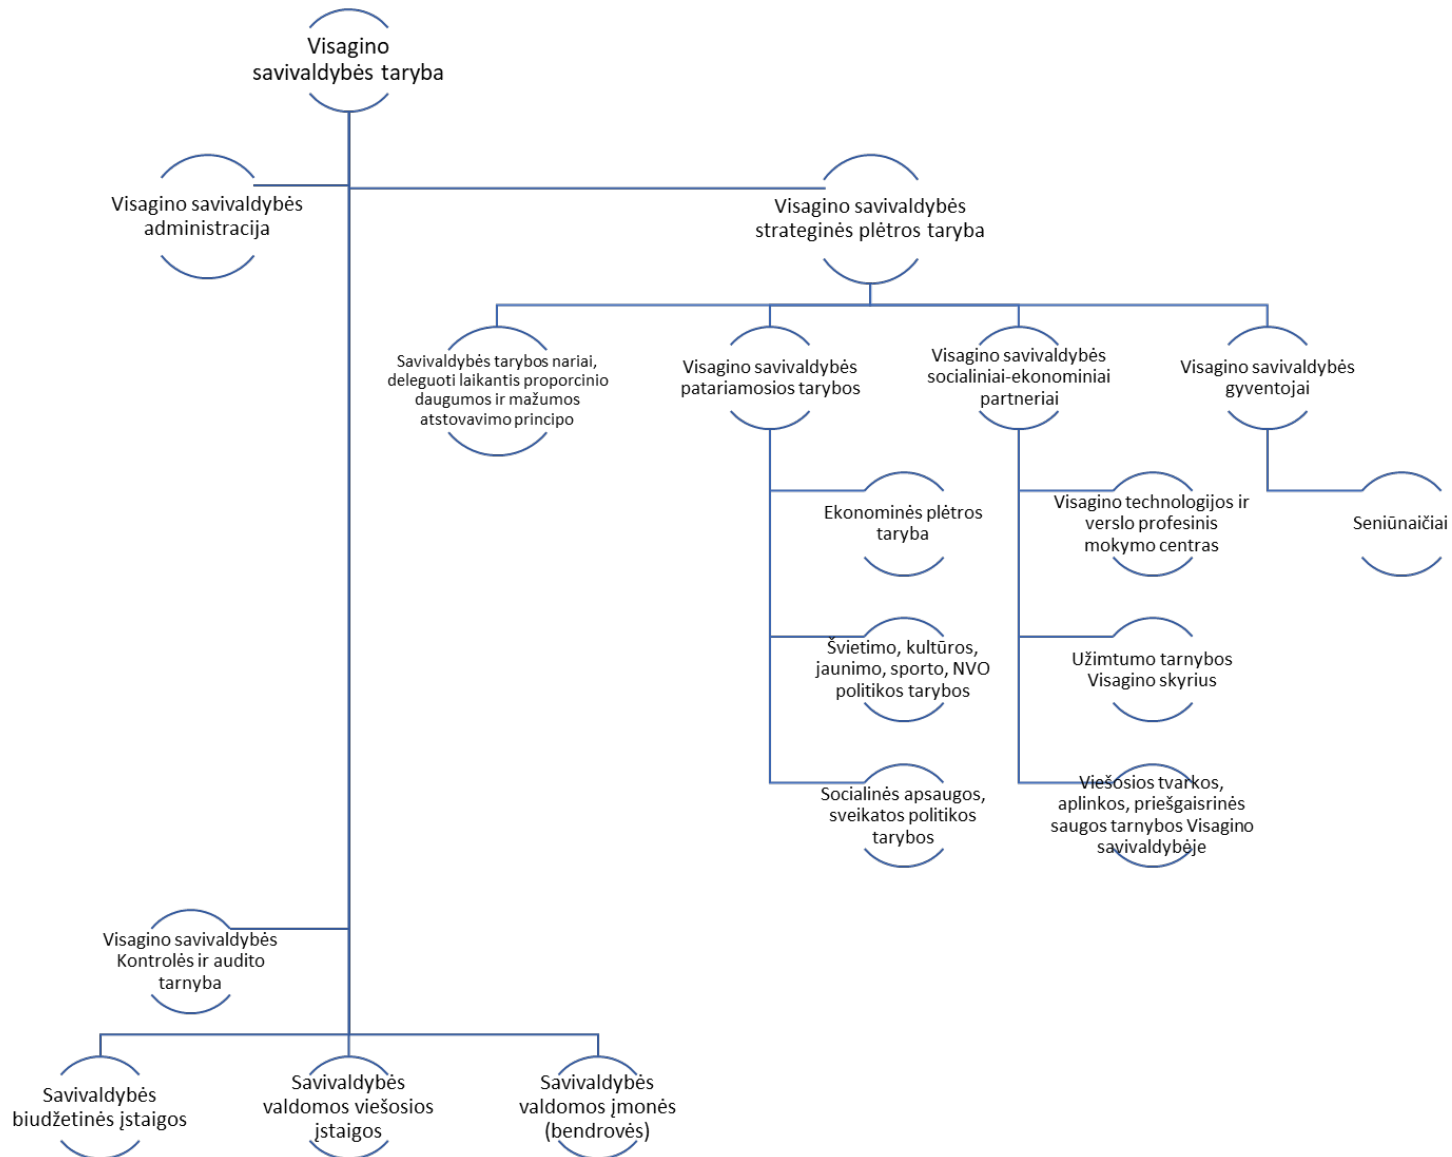 Visagino
savivaldybės taryba
Visagino savivaldybės
administracija
Visagino savivaldybės
strateginės plėtros taryba
Savivaldybės tarybos nariai,
deleguoti laikantis proporcinio
daugumos ir mažumos
atstovavimo principo
Visagino savivaldybės
patariamosios tarybos
Visagino savivaldybės
socialiniai-ekonominiai
partneriai
Visagino savivaldybės
gyventojai
Ekonominės plėtros
taryba
Visagino technologijos ir
verslo profesinis
mokymo centras
Seniūnaičiai
Švietimo, kultūros,
jaunimo, sporto, NVO
politikos tarybos
Užimtumo tarnybos
Visagino skyrius
Socialinės apsaugos,
sveikatos politikos
tarybos
Viešosios tvarkos,
aplinkos, priešgaisrinės
saugos tarnybos Visagino
savivaldybėje
Visagino savivaldybės
Kontrolės ir audito
tarnyba
Savivaldybės
biudžetinės įstaigos
Savivaldybės
valdomos viešosios
įstaigos
Savivaldybės
valdomos įmonės
(bendrovės)